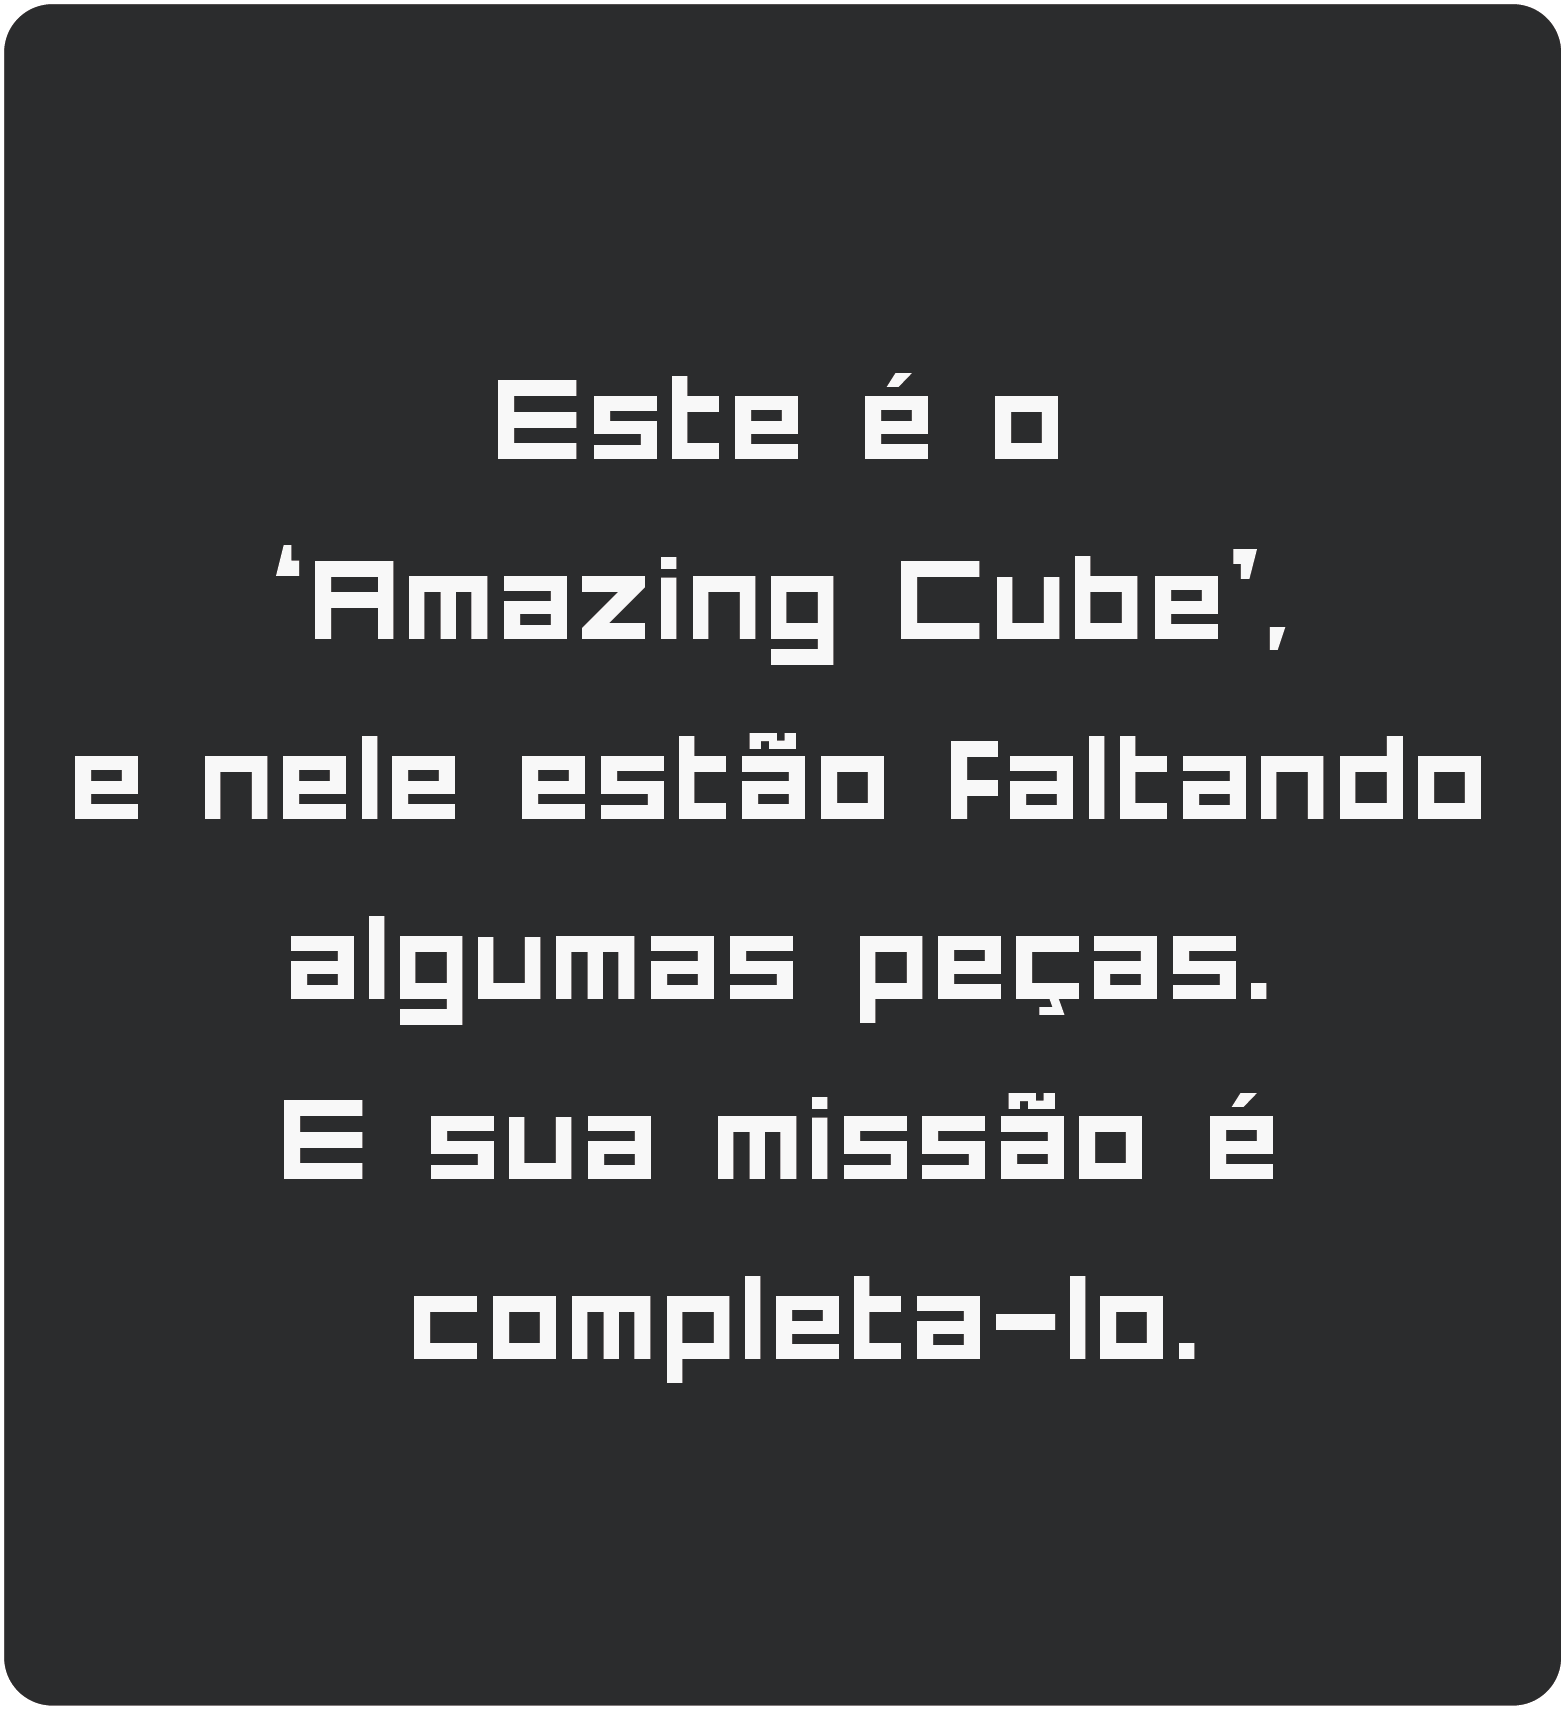 Este é o
‘Amazing Cube’,
e nele estão faltando
algumas peças.
E sua missão é
completa-lo.